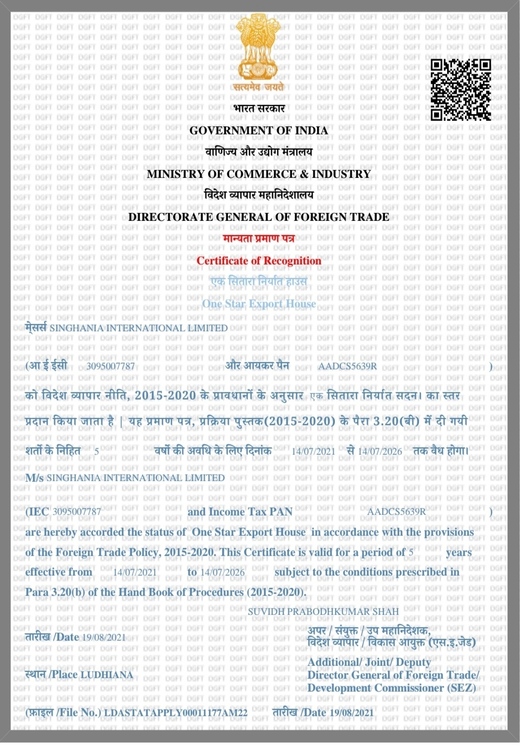 सत्यमेव जयते
भारत सरकार
GOVERNMENT OF INDIA
वाणिज्य और उद्योग मंत्रालय
MINISTRY OF COMMERCE & INDUSTRY
विदेश व्यापार महानिदेशालय
DIRECTORATE GENERAL OF FOREIGN TRADE
मान्यता प्रमाण पत्र
Certificate of Recognition
एक सितारा निर्यात हाउस
One Star Export House
मेसर्स SINGHANIA INTERNATIONAL LIMITED
(आ ई ईसी 3095007787 और आयकर पैन AADCS5639R )
को विदेश व्यापार नीति, 2015-2020 के प्रावधानों के अनुसार एक सितारा निर्यात सदन। का स्तर
प्रदान किया जाता है | यह प्रमाण पत्र, प्रक्रिया पुस्तक(2015-2020) के पैरा 3.20(बी) में दी गयी
शर्तों के निहित 5 वर्षों की अवधि के लिए दिनांक 14/07/2021 से 14/07/2026 तक वैध होगा।
M/s SINGHANIA INTERNATIONAL LIMITED
(IEC 3095007787 and Income Tax PAN AADCS5639R )
are hereby accorded the status of One Star Export House in accordance with the provisions
of the Foreign Trade Policy, 2015-2020. This Certificate is valid for a period of 5 years
effective from 14/07/2021 to 14/07/2026 subject to the conditions prescribed in
Para 3.20(b) of the Hand Book of Procedures (2015-2020).
SUVIDH PRABODHKUMAR SHAH
तारीख /Date 19/08/2021
अपर / संयुक्त / उप महानिदेशक,
विदेश व्यापार / विकास आयुक्त (एस.इ.जेड)
स्थान /Place LUDHIANA
Additional/ Joint/ Deputy
Director General of Foreign Trade/
Development Commissioner (SEZ)
(फ़ाइल /File No.) LDASTATAPPLY00011177AM22 तारीख /Date 19/08/2021